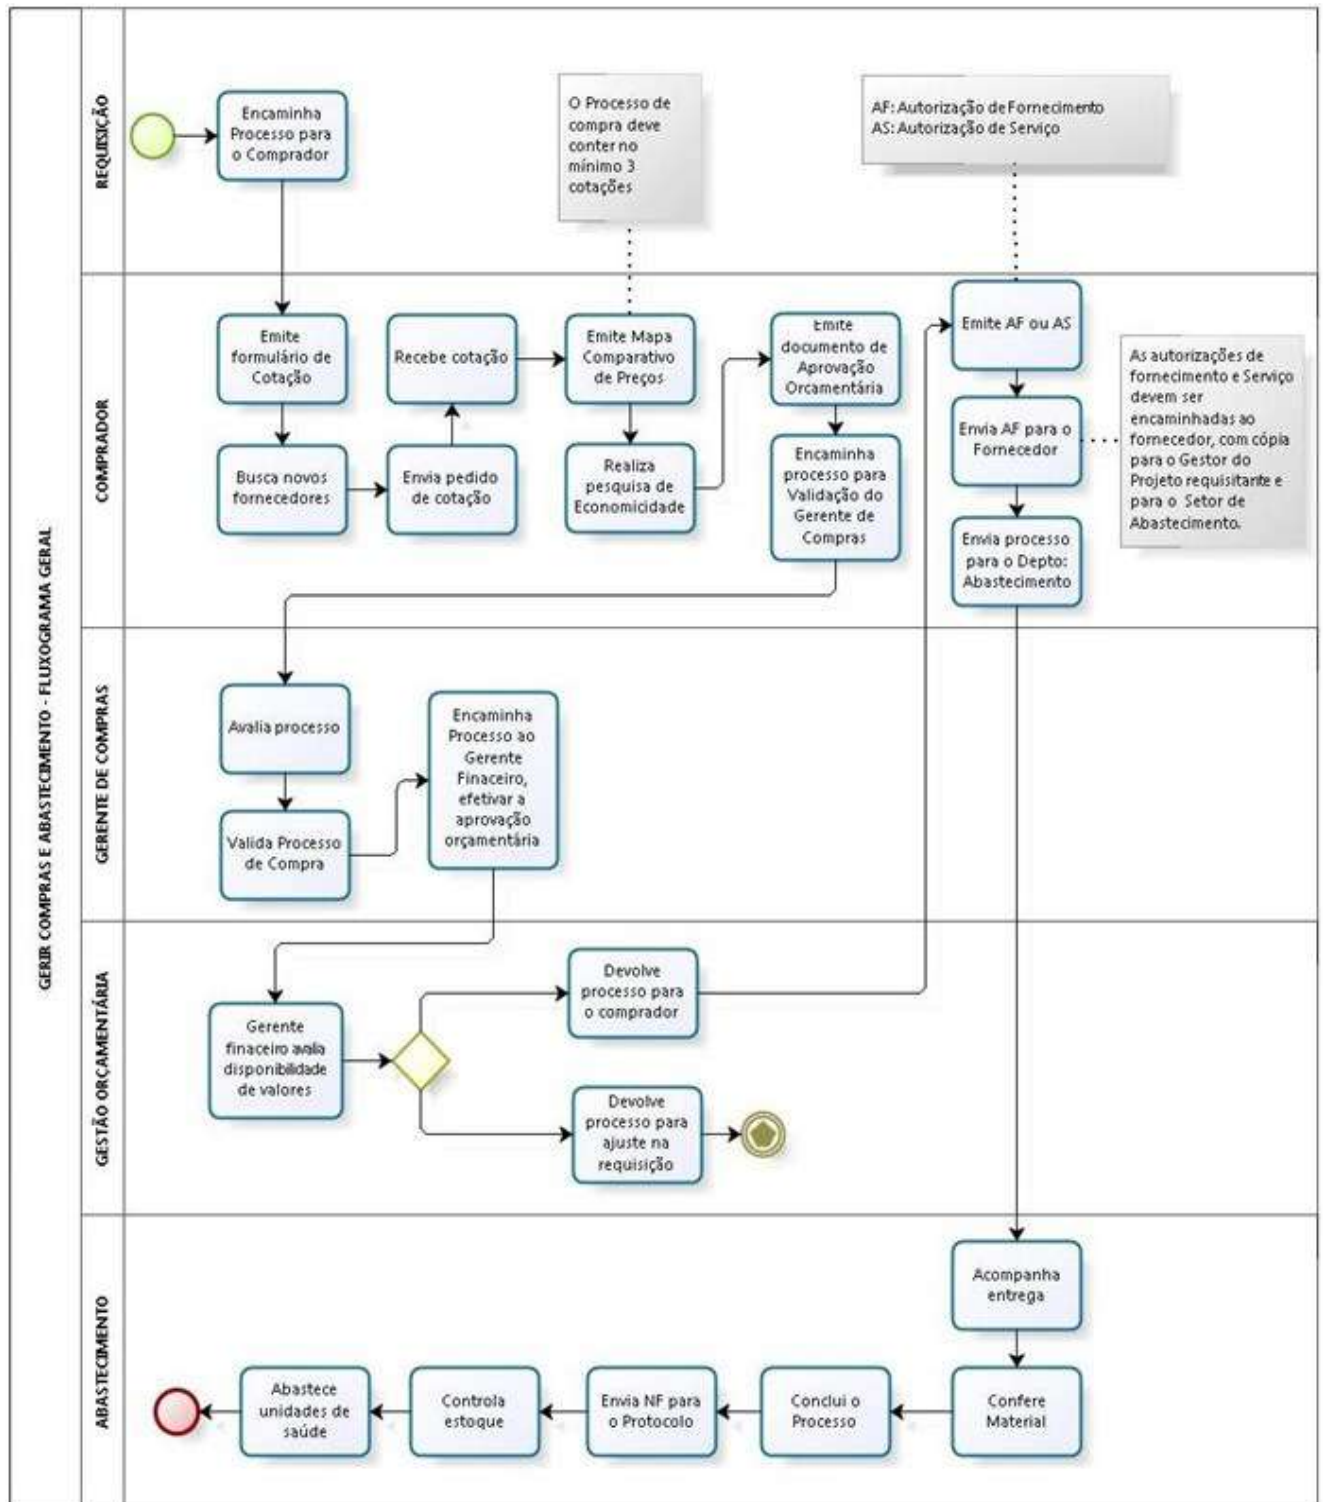 GERIR COMPRAS E ABASTECIMENTO - FLUXOGRAMA GERAL
REQUISIÇÃO
Encaminha
Processo para
o Comprador
O Processo de
compra deve
conter no
mínimo 3
cotações
AF: Autorização de Fornecimento
AS: Autorização de Serviço
COMPRADOR
Emite
formulário de
Cotação
Busca novos
fornecedores
Envia pedido
de cotação
Recebe cotação
Emite Mapa
Comparativo
de Preços
Realiza
pesquisa de
Economicidade
Emite
documento de
Aprovação
Orcamentária
Encaminha
processo para
Validação do
Gerente de
Compras
Emite AF ou AS
Envia AF para o
Fornecedor
Envia processo
para o Depto:
Abastecimento
As autorizações de
fornecimento e Serviço
devem ser
encaminhadas ao
fornecedor, com cópia
para o Gestor do
Projeto requisitante e
para o Setor de
Abastecimento.
GERENTE DE COMPRAS
Avalia processo
Valida Processo
de Compra
Encaminha
Processo ao
Gerente
Finaceiro,
efetivar a
aprovação
orçamentária
GESTÃO ORÇAMENTÁRIA
Gerente
finaceiro avalia
disponibilidade
de valores
Devolve
processo para
o comprador
Devolve
processo para
ajuste na
requisição
ABASTECIMENTO
Acompanha
entrega
Confere
Material
Conclui o
Processo
Envia NF para
o Protocolo
Controla
estoque
Abastece
unidades de
saúde